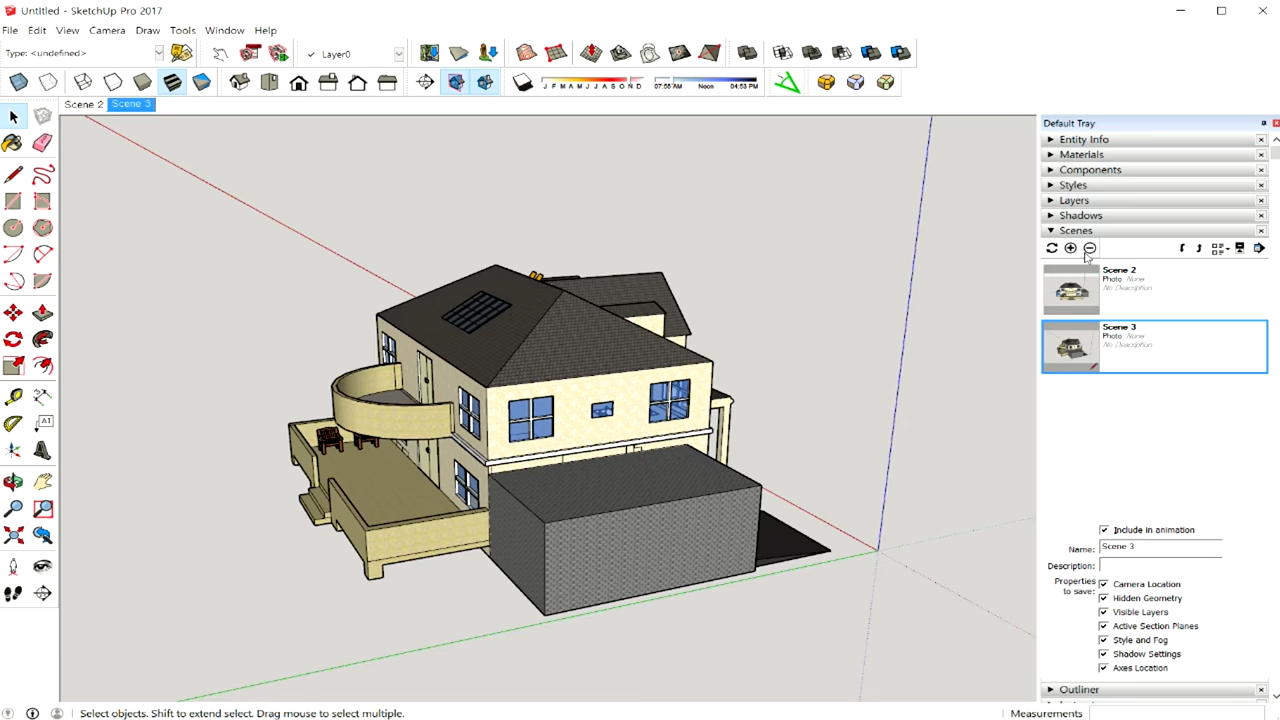 Untitled - SketchUp Pro 2017
File Edit View Camera Draw Tools Window Help
Type: <undefined>
Layer0
J F M A M J J A S O N D
07:56 AM Noon 04:53 PM
Scene 2 Scene 3
Default Tray
Entity Info
Materials
Components
Styles
Layers
Shadows
Scenes
Scene 2
Photo None
No Description
Scene 3
Photo None
No Description
Include in animation
Name: Scene 3
Description:
Properties to save:
Camera Location
Hidden Geometry
Visible Layers
Active Section Planes
Style and Fog
Shadow Settings
Axes Location
Outliner
Select objects. Shift to extend select. Drag mouse to select multiple.
Measurements